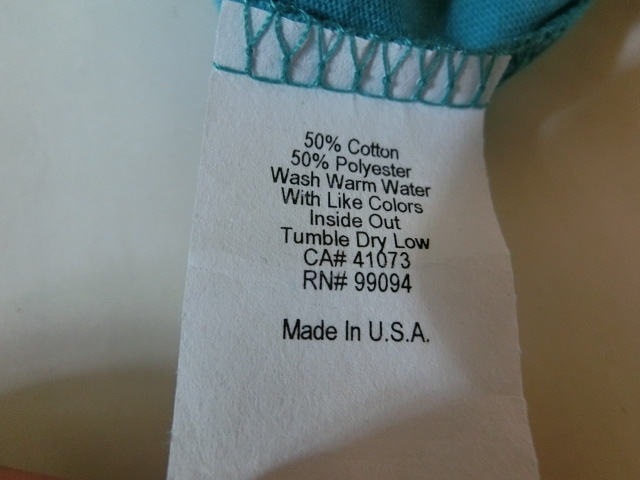 50% Cotton
50% Polyester
Wash Warm Water
With Like Colors
Inside Out
Tumble Dry Low
CA# 41073
RN# 99094
Made In U.S.A.